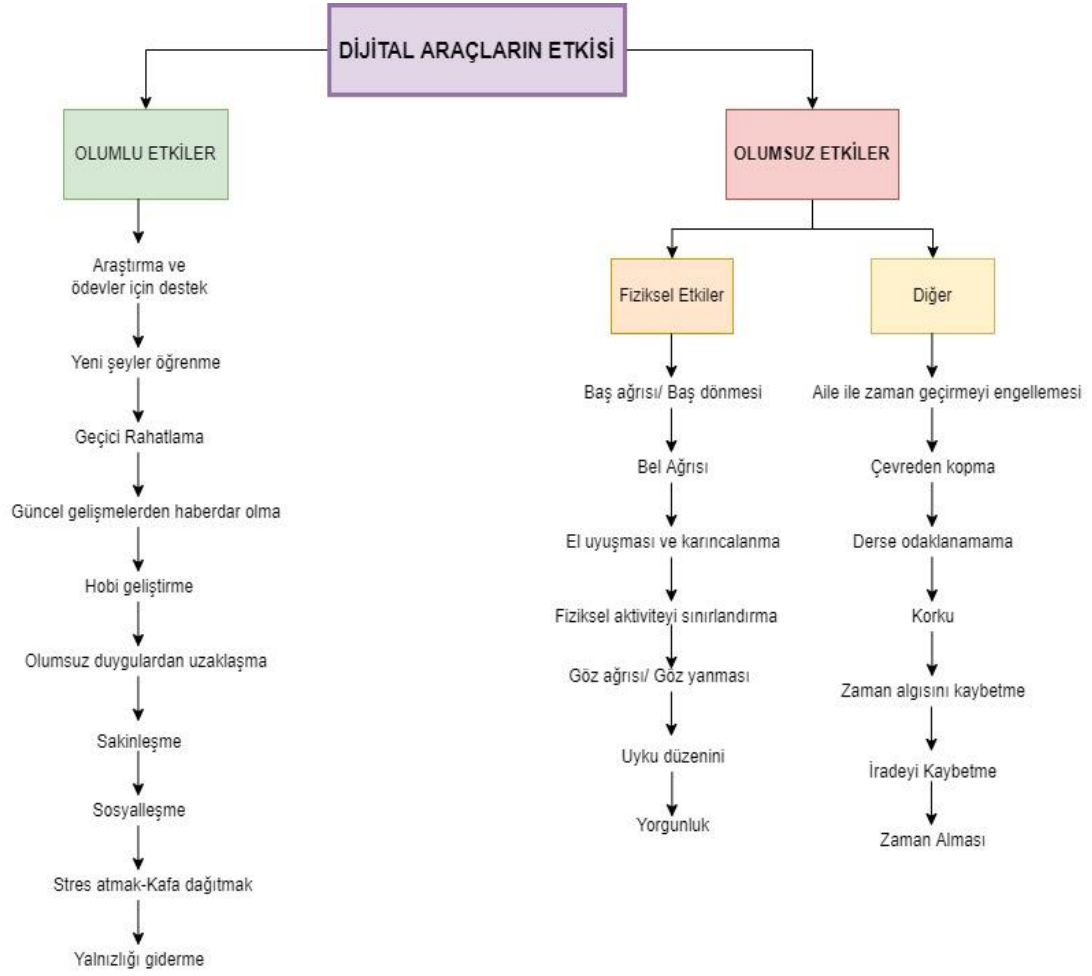 DİJİTAL ARAÇLARIN ETKİSİ
OLUMLU ETKİLER
Araştırma ve
ödevler için destek
Yeni şeyler öğrenme
Geçici Rahatlama
Güncel gelişmelerden haberdar olma
Hobi geliştirme
Olumsuz duygulardan uzaklaşma
Sakinleşme
Sosyalleşme
Stres atmak-Kafa dağıtmak
Yalnızlığı giderme
OLUMSUZ ETKİLER
Fiziksel Etkiler
Baş ağrısı/ Baş dönmesi
Bel Ağrısı
El uyuşması ve karıncalanma
Fiziksel aktiviteyi sınırlandırma
Göz ağrısı/ Göz yanması
Uyku düzenini
Yorgunluk
Diğer
Aile ile zaman geçirmeyi engellemesi
Çevreden kopma
Derse odaklanamama
Korku
Zaman algısını kaybetme
İradeyi Kaybetme
Zaman Alması